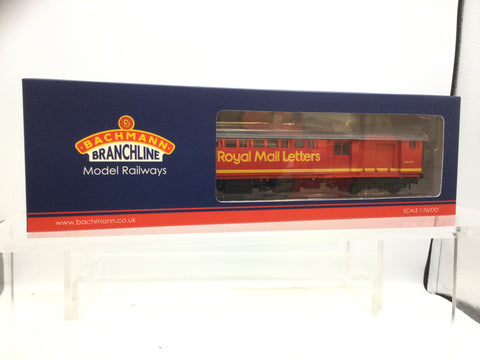 B
BACHMANN
BRANCHLINE
Model Railways
Royal Mail Letters
www.bachmann.co.uk
SCALE 1:76/OO